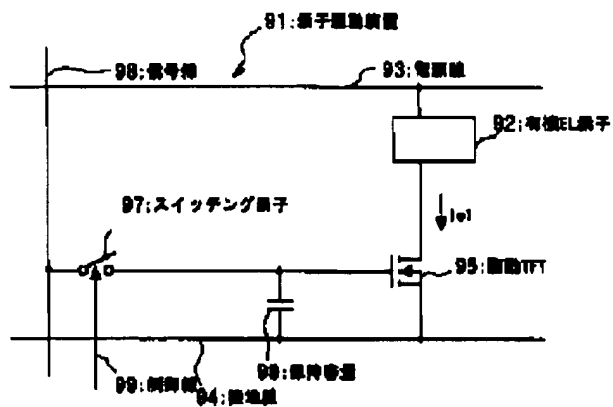 91:素子駆動装置
98:信号線
93:電源線
92:有機EL素子
97:スイッチング素子
Iel
95:駆動TFT
99:制御線
94:接地線
96:保持容量